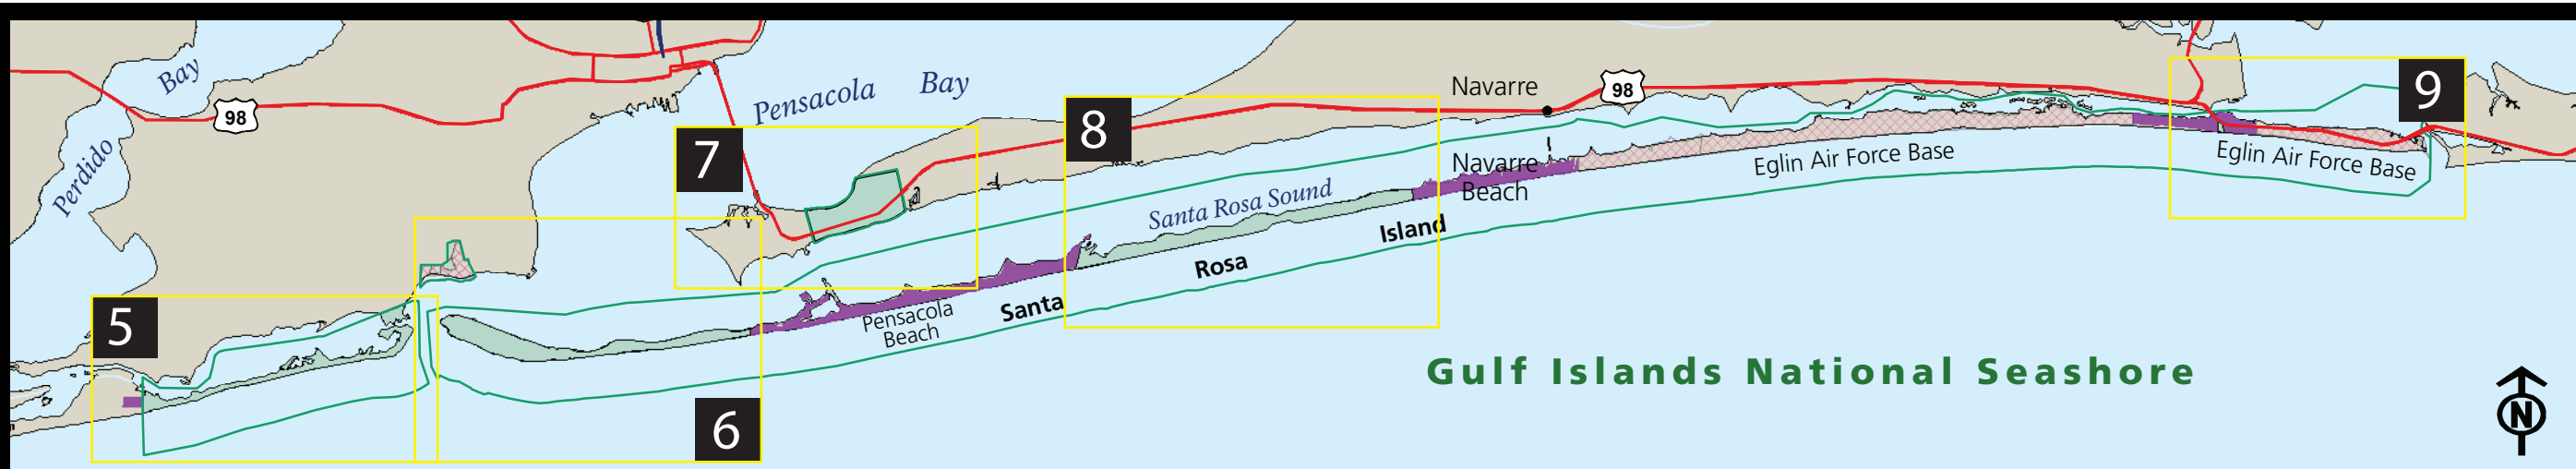 Bay
Perdido
98
Pensacola Bay
Navarre
98
9
8
7
Navarre
Beach
Eglin Air Force Base
Eglin Air Force Base
Santa Rosa Sound
Santa Rosa Island
5
Pensacola
Beach
6
Gulf Islands National Seashore
N